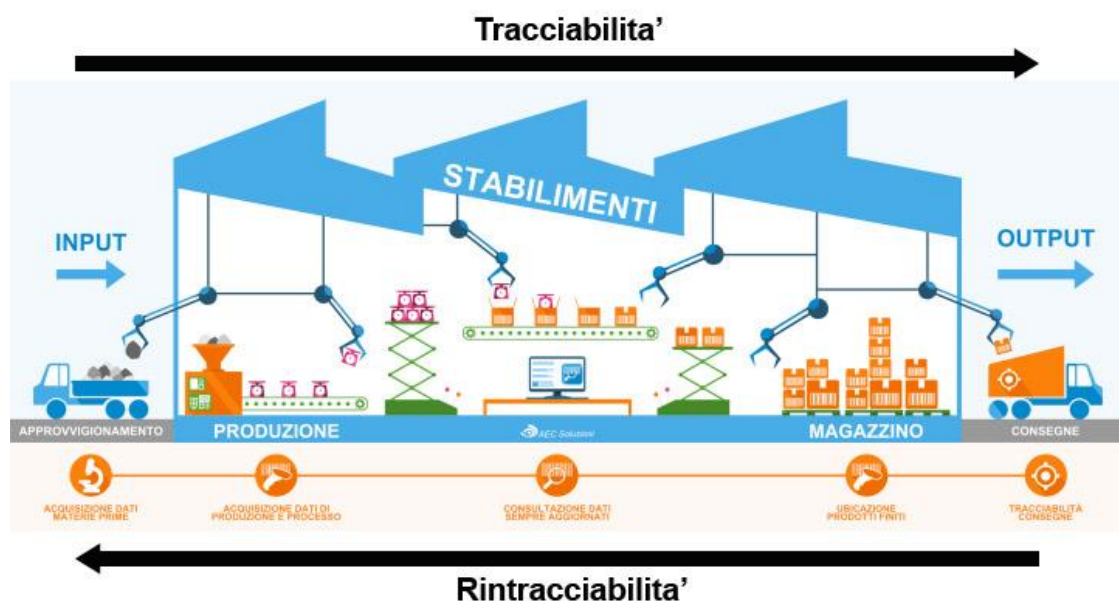 Tracciabilita'
STABILIMENTI
INPUT
OUTPUT
APPROVVIGIONAMENTO
PRODUZIONE
AEC Soluzioni
MAGAZZINO
CONSEGNE
ACQUISIZIONE DATI
MATERIE PRIME
ACQUISIZIONE DATI DI
PRODUZIONE E PROCESSO
CONSULTAZIONE DATI
SEMPRE AGGIORNATI
UBICAZIONE
PRODOTTI FINITI
TRACCIABILITÀ
CONSEGNE
Rintracciabilita'